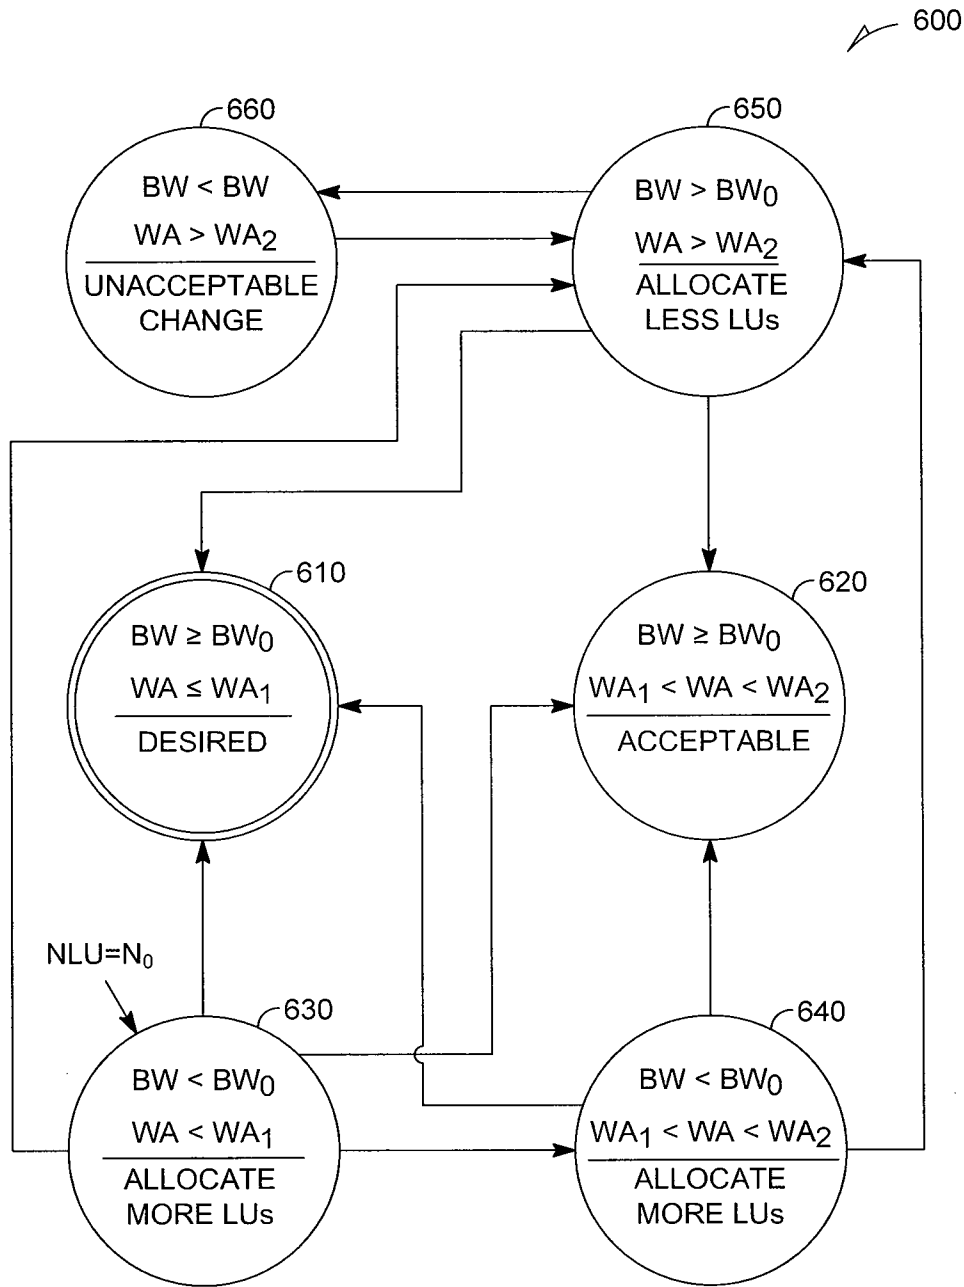 600
660
BW < BW
WA > WA2
UNACCEPTABLE
CHANGE
650
BW > BW0
WA > WA2
ALLOCATE
LESS LUs
610
BW ≥ BW0
WA ≤ WA1
DESIRED
620
BW ≥ BW0
WA1 < WA < WA2
ACCEPTABLE
NLU=N0
630
BW < BW0
WA < WA1
ALLOCATE
MORE LUs
640
BW < BW0
WA1 < WA < WA2
ALLOCATE
MORE LUs